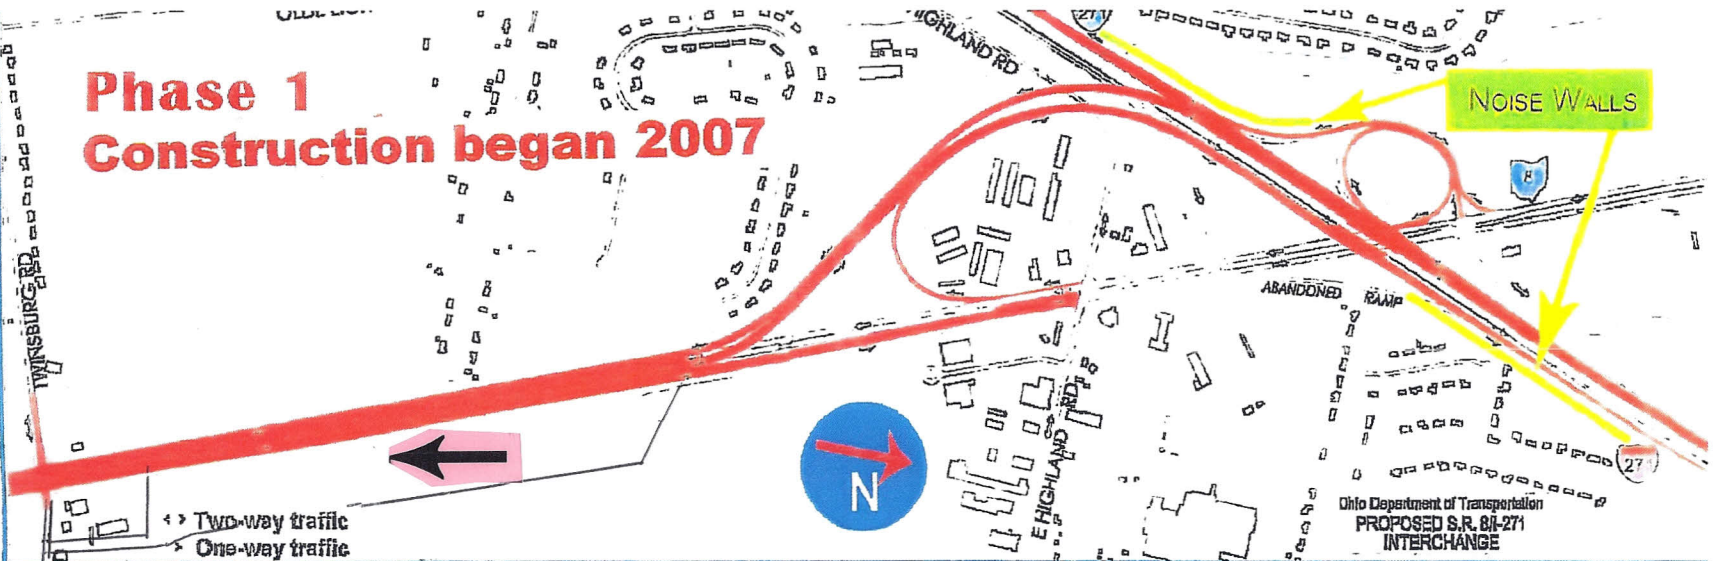 Phase 1
Construction began 2007
HIGHLAND RD
271
NOISE WALLS
8
TWINSBURG RD
ABANDONED RAMP
E HIGHLAND RD
N
271
Two-way traffic
One-way traffic
Ohio Department of Transportation
PROPOSED S.R. 8/I-271
INTERCHANGE